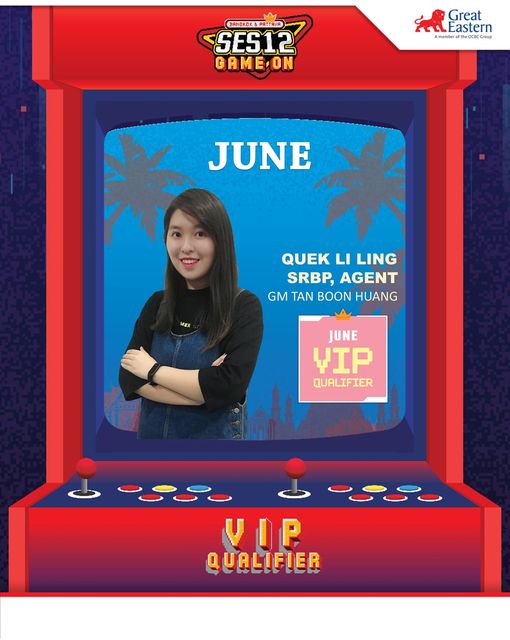 BANGKOK & PATTAYA
SES12
GAME ON
Great
Eastern
A member of the OCBC Group
JUNE
QUEK LI LING
SRBP, AGENT
GM TAN BOON HUANG
JUNE
VIP
QUALIFIER
VIP
QUALIFIER